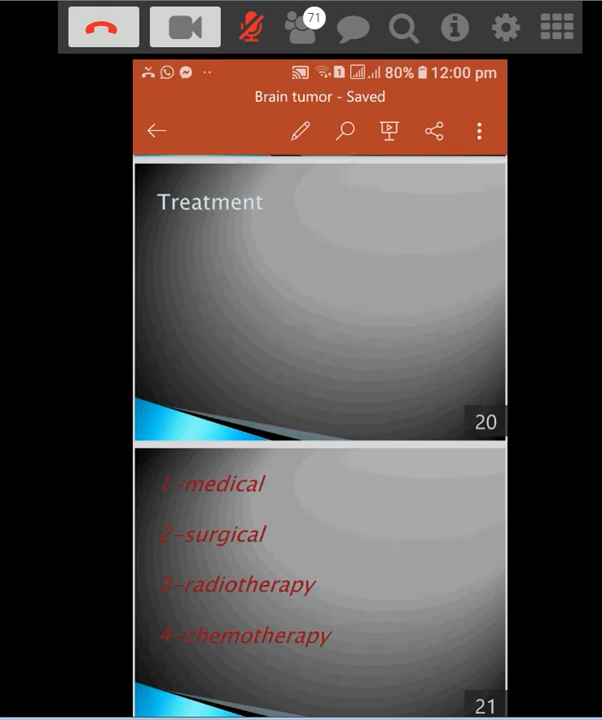 71
80% 12:00 pm
Brain tumor - Saved
Treatment
20
1-medical
2-surgical
3-radiotherapy
4-chemotherapy
21